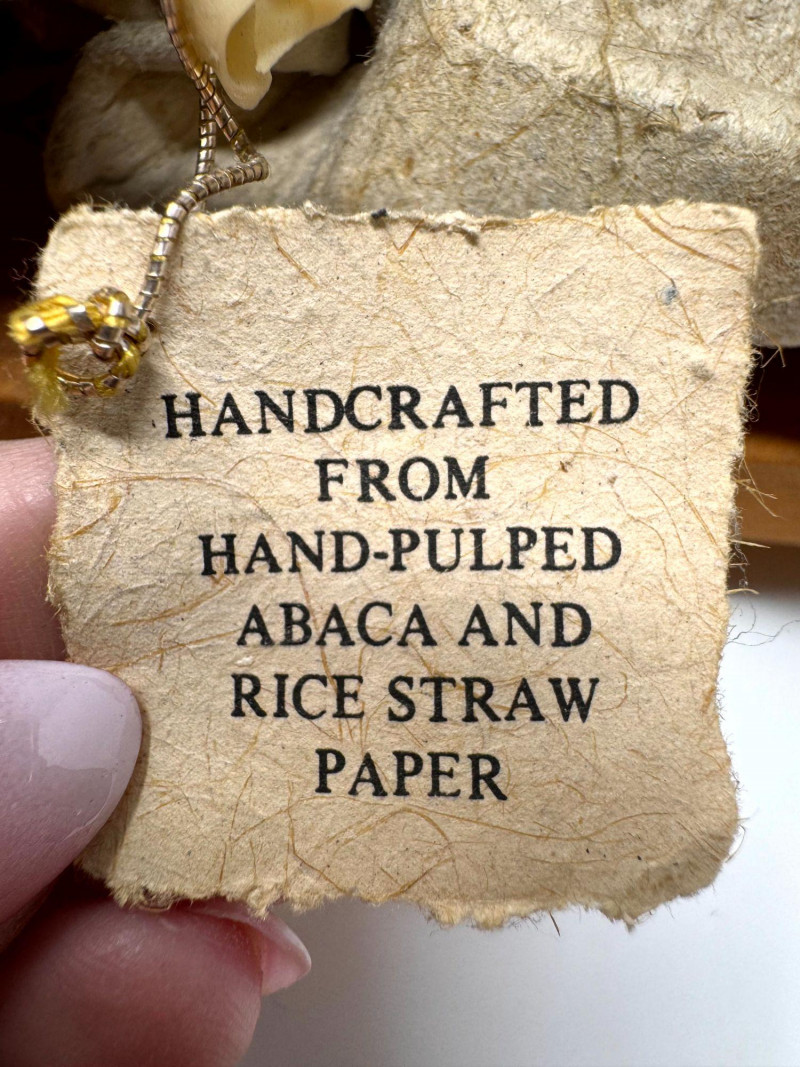 HANDCRAFTED
FROM
HAND-PULPED
ABACA AND
RICE STRAW
PAPER